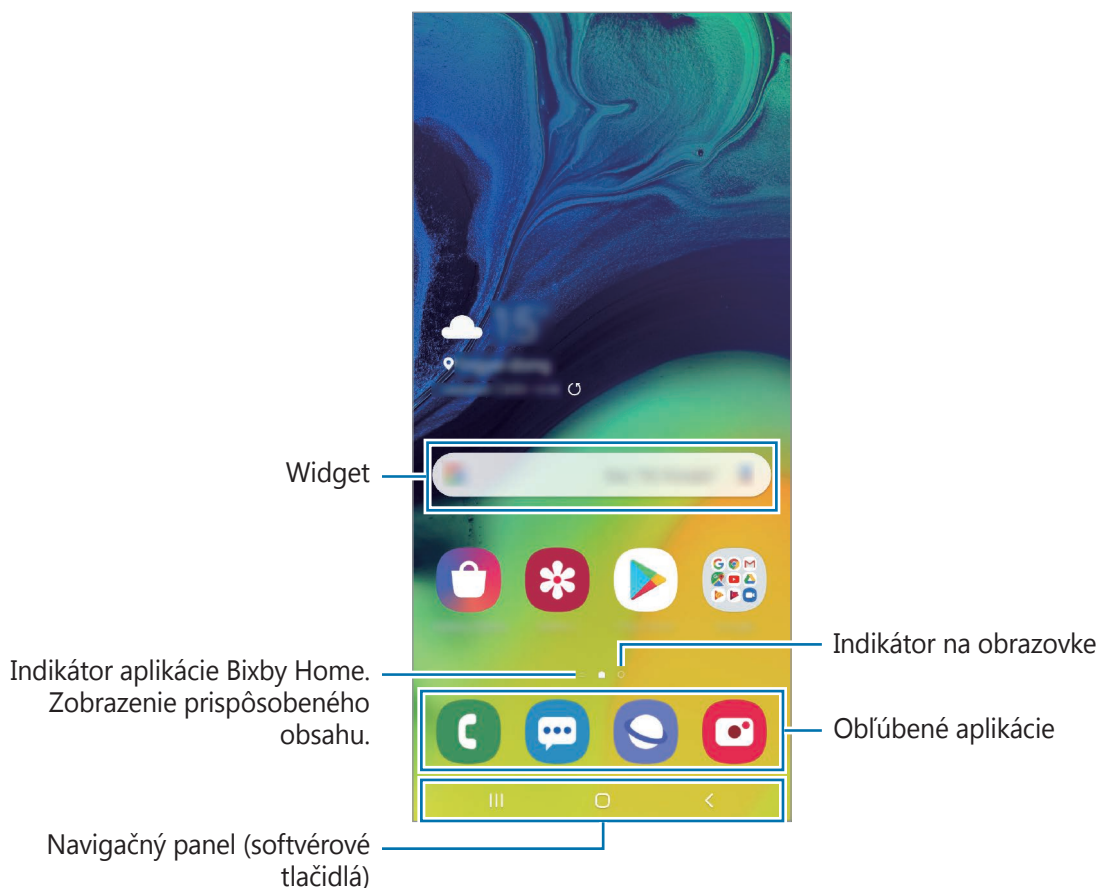 Widget
Indikátor na obrazovke
Indikátor aplikácie Bixby Home.
Zobrazenie prispôsobeného
obsahu.
Obľúbené aplikácie
Navigačný panel (softvérové
tlačidlá)